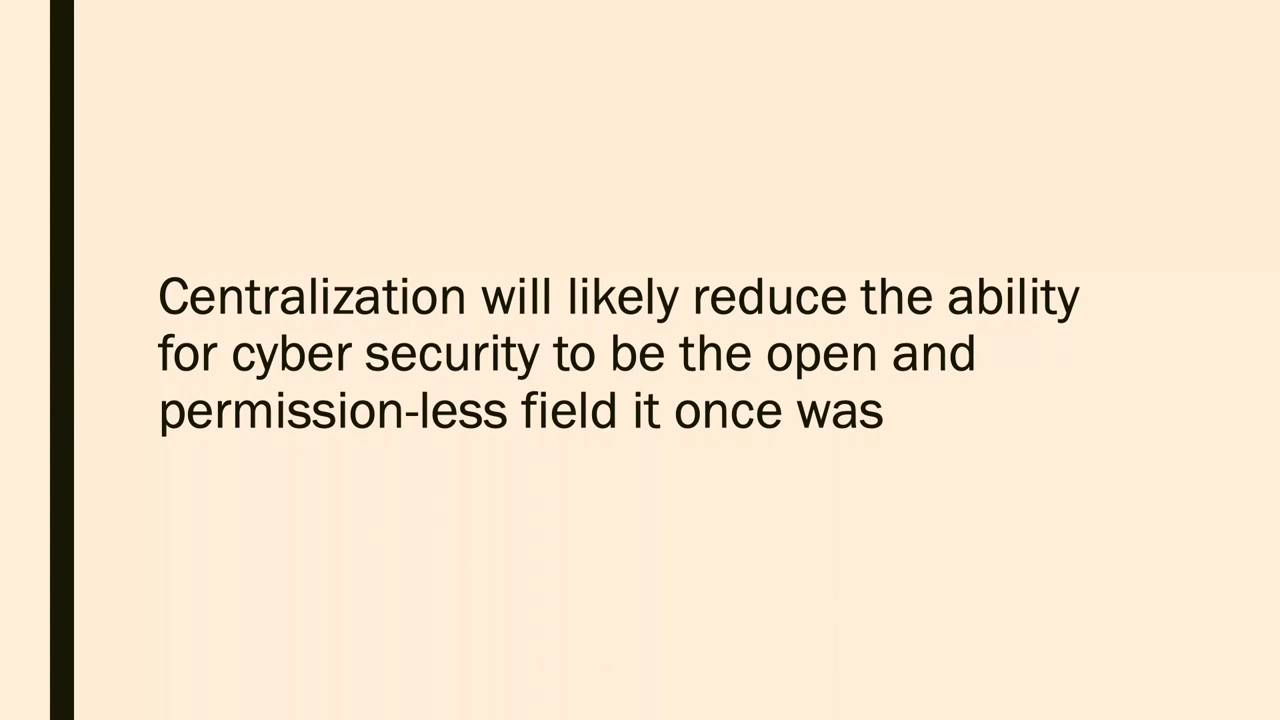 Centralization will likely reduce the ability
for cyber security to be the open and
permission-less field it once was